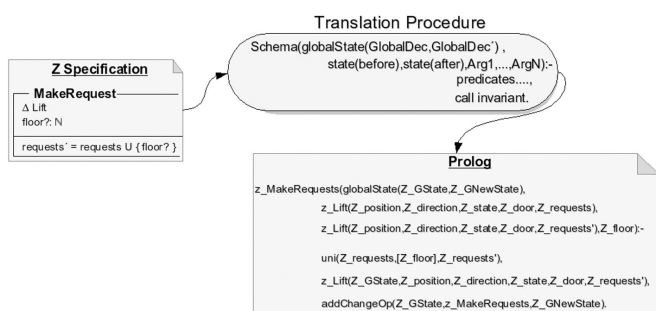 Translation Procedure
Schema(globalState(GlobalDec,GlobalDec´) ,
state(before),state(after),Arg1,...,ArgN):-
predicates....,
call invariant.
Z Specification
MakeRequest
Δ Lift
floor?: ℕ
requests´ = requests U { floor? }
Prolog
z_MakeRequests(globalState(Z_GState,Z_GNewState),
z_Lift(Z_position,Z_direction,Z_state,Z_door,Z_requests),
z_Lift(Z_position,Z_direction,Z_state,Z_door,Z_requests'),Z_floor):-
uni(Z_requests,[Z_floor],Z_requests'),
z_Lift(Z_GState,Z_position,Z_direction,Z_state,Z_door,Z_requests'),
addChangeOp(Z_GState,z_MakeRequests,Z_GNewState).